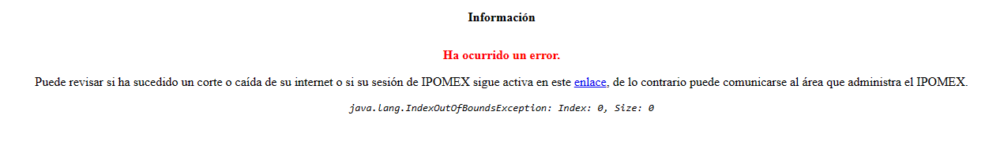 Información
Ha ocurrido un error.
Puede revisar si ha sucedido un corte o caída de su internet o si su sesión de IPOMEX sigue activa en este enlace, de lo contrario puede comunicarse al área que administra el IPOMEX.
java.lang.IndexOutOfBoundsException: Index: 0, Size: 0